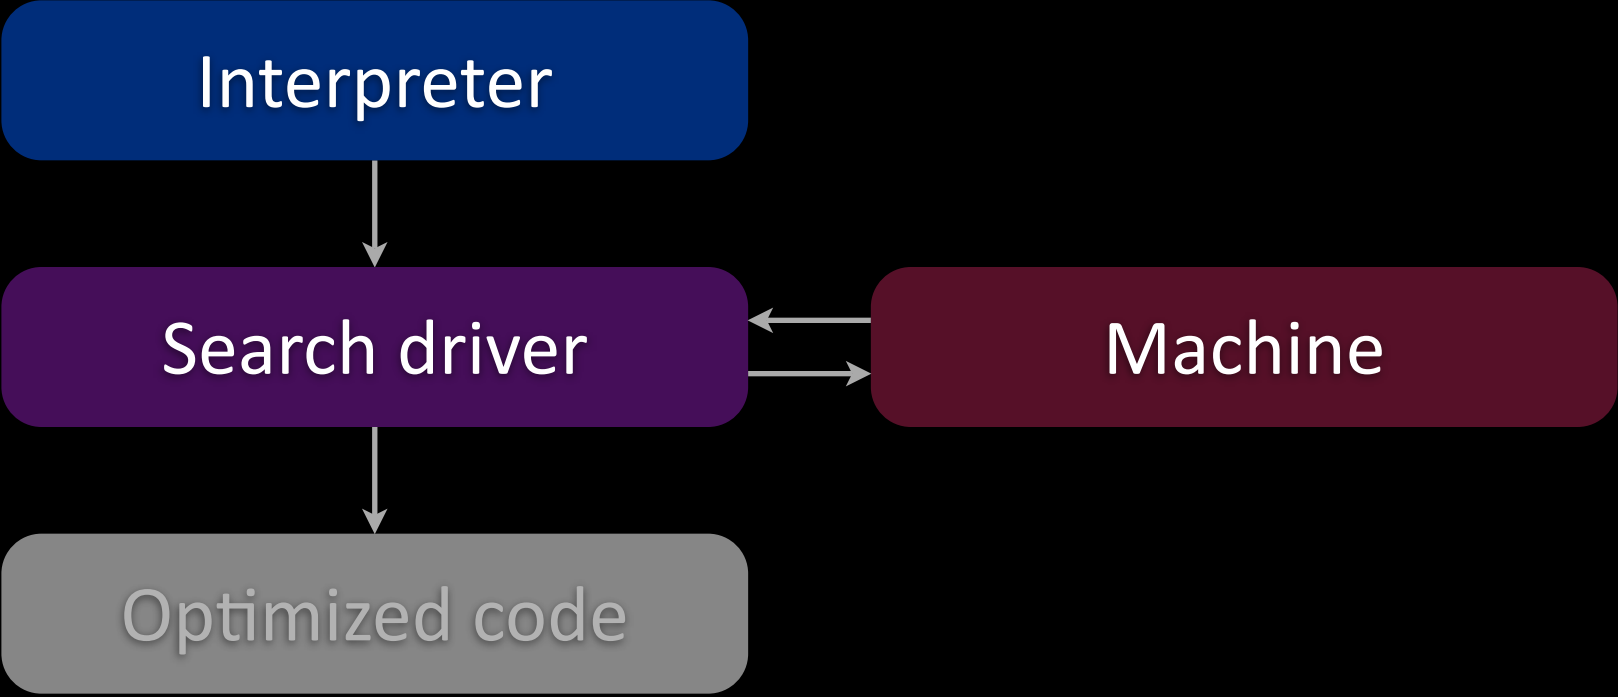 Interpreter
Search driver
Machine
Optimized code